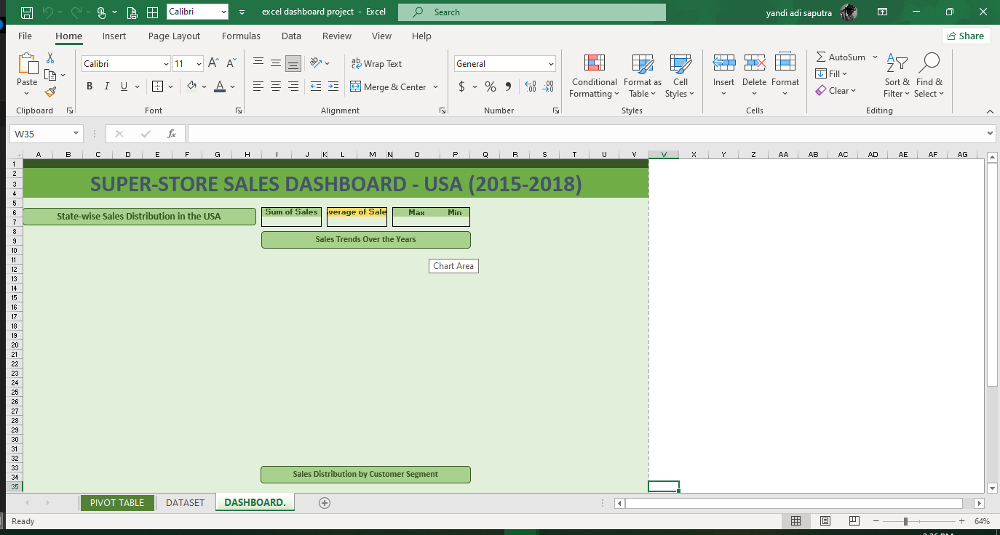 Calibri
excel dashboard project - Excel
Search
yandi adi saputra
File Home Insert Page Layout Formulas Data Review View Help
Share
Paste
Calibri 11
B I U
A
Wrap Text
Merge & Center
General
$ %
Conditional Formatting
Format as Table
Cell Styles
Insert Delete Format
AutoSum
Fill
Clear
Sort & Filter
Find & Select
Clipboard Font Alignment Number Styles Cells Editing
W35
fx
A B C D E F G H I J K L M N O P Q R S T U V W X Y Z AA AB AC AD AE AF AG
1
2
SUPER-STORE SALES DASHBOARD - USA (2015-2018)
3
4
5
6
State-wise Sales Distribution in the USA
Sum of Sales
verage of Sale
Max Min
7
8
9
Sales Trends Over the Years
10
11
Chart Area
12
13
14
15
16
17
18
19
20
21
22
23
24
25
26
27
28
29
30
31
32
33
34
Sales Distribution by Customer Segment
35
PIVOT TABLE DATASET DASHBOARD.
Ready
64%